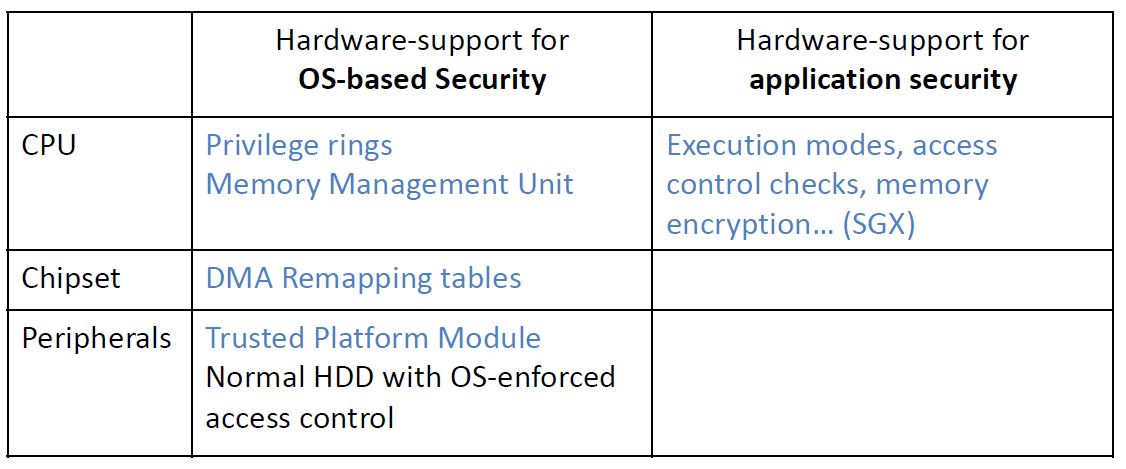 Hardware-support for
OS-based Security
Hardware-support for
application security
CPU
Privilege rings
Memory Management Unit
Execution modes, access
control checks, memory
encryption... (SGX)
Chipset
DMA Remapping tables
Peripherals
Trusted Platform Module
Normal HDD with OS-enforced
access control